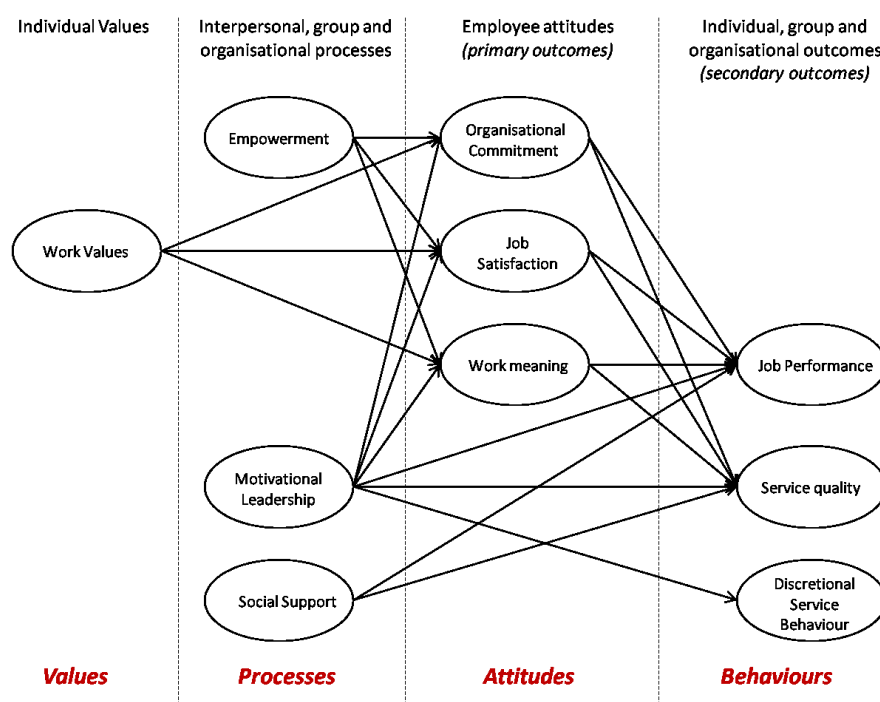 Individual Values
Interpersonal, group and
organisational processes
Employee attitudes
(primary outcomes)
Individual, group and
organisational outcomes
(secondary outcomes)
Empowerment
Organisational
Commitment
Work Values
Job
Satisfaction
Work meaning
Job Performance
Motivational
Leadership
Service quality
Social Support
Discretional
Service
Behaviour
Values
Processes
Attitudes
Behaviours